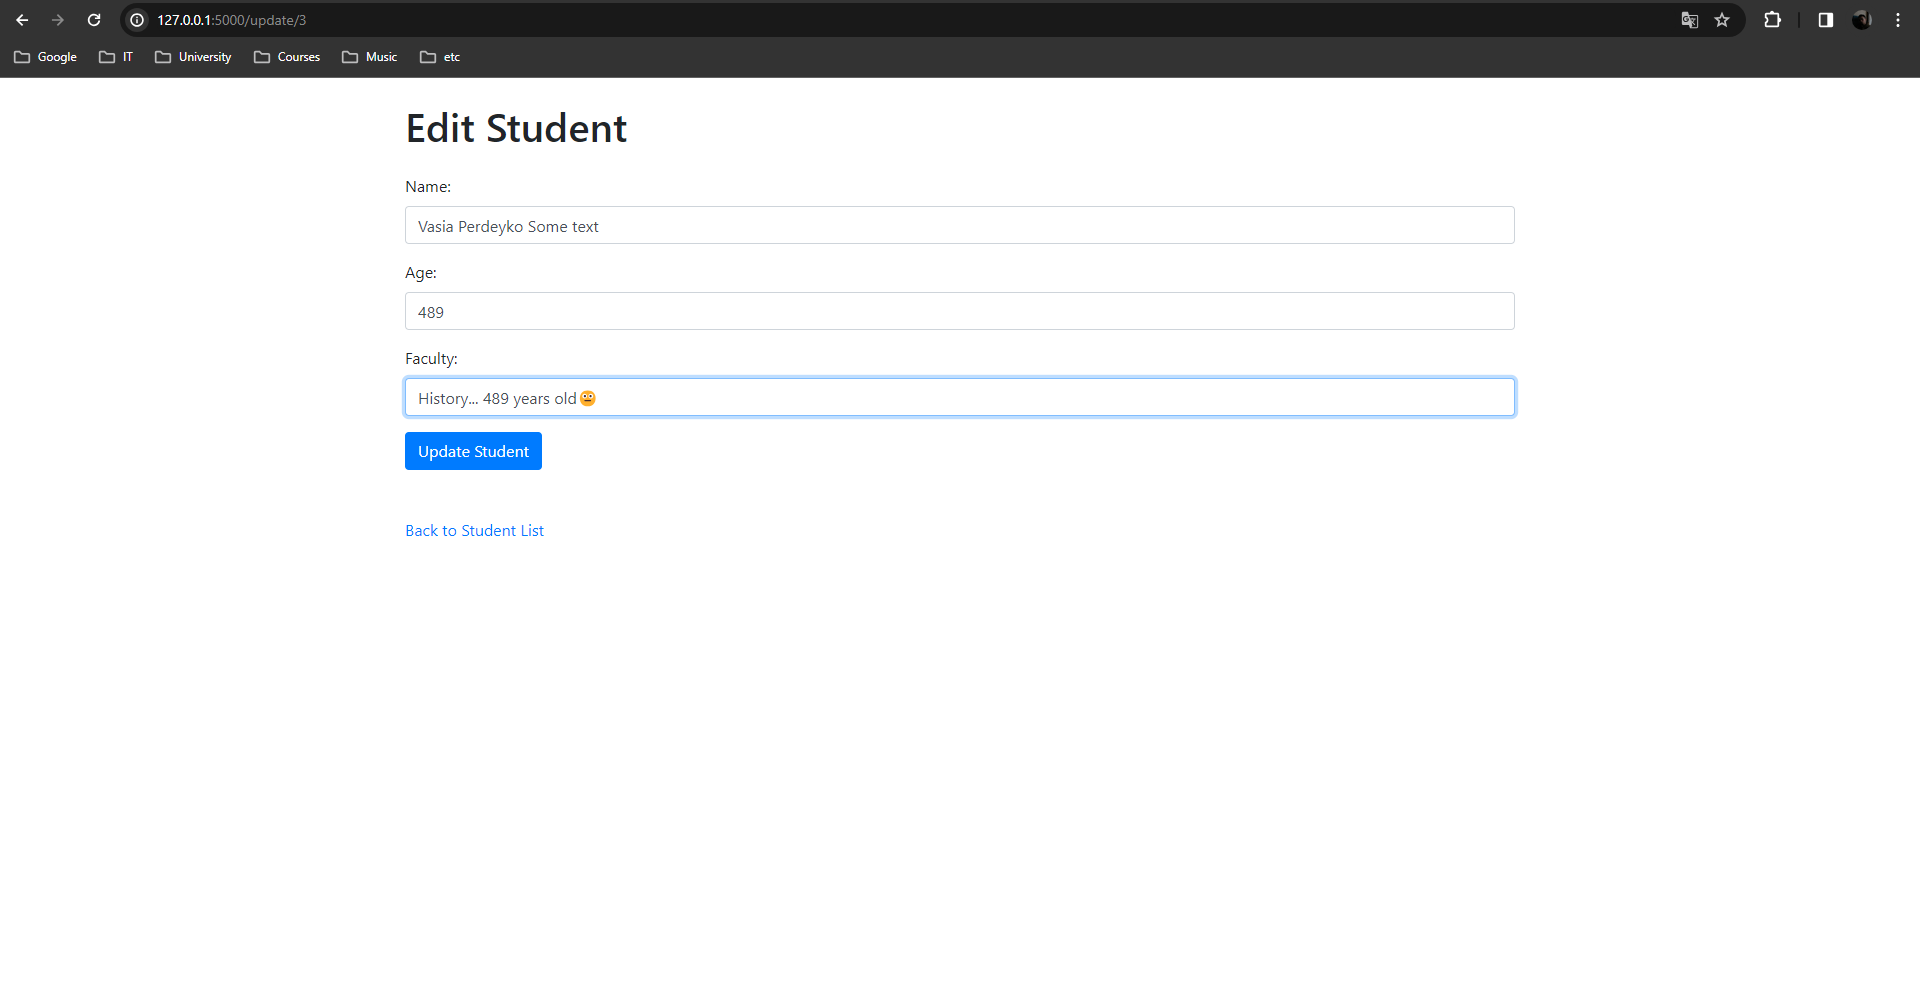 127.0.0.1:5000/update/3
Google IT University Courses Music etc
Edit Student
Name:
Vasia Perdeyko Some text
Age:
489
Faculty:
History... 489 years old😐
Update Student
Back to Student List